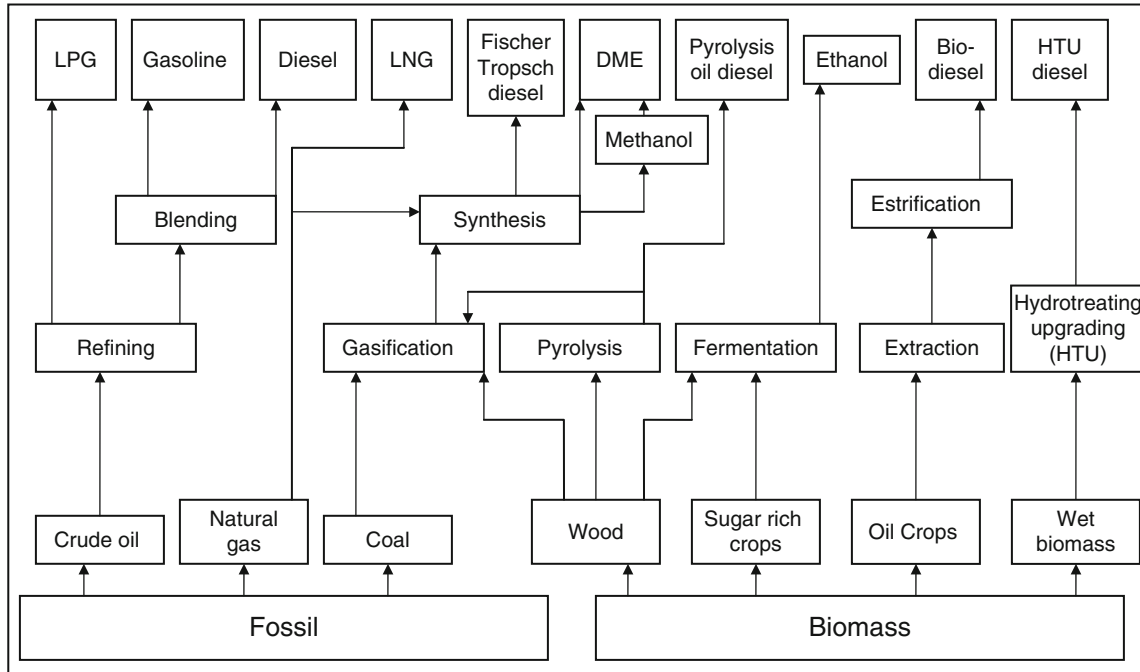 LPG
Gasoline
Diesel
LNG
Fischer
Tropsch
diesel
DME
Pyrolysis
oil diesel
Ethanol
Bio-
diesel
HTU
diesel
Methanol
Blending
Synthesis
Estrification
Refining
Gasification
Pyrolysis
Fermentation
Extraction
Hydrotreating
upgrading
(HTU)
Crude oil
Natural
gas
Coal
Wood
Sugar rich
crops
Oil Crops
Wet
biomass
Fossil
Biomass